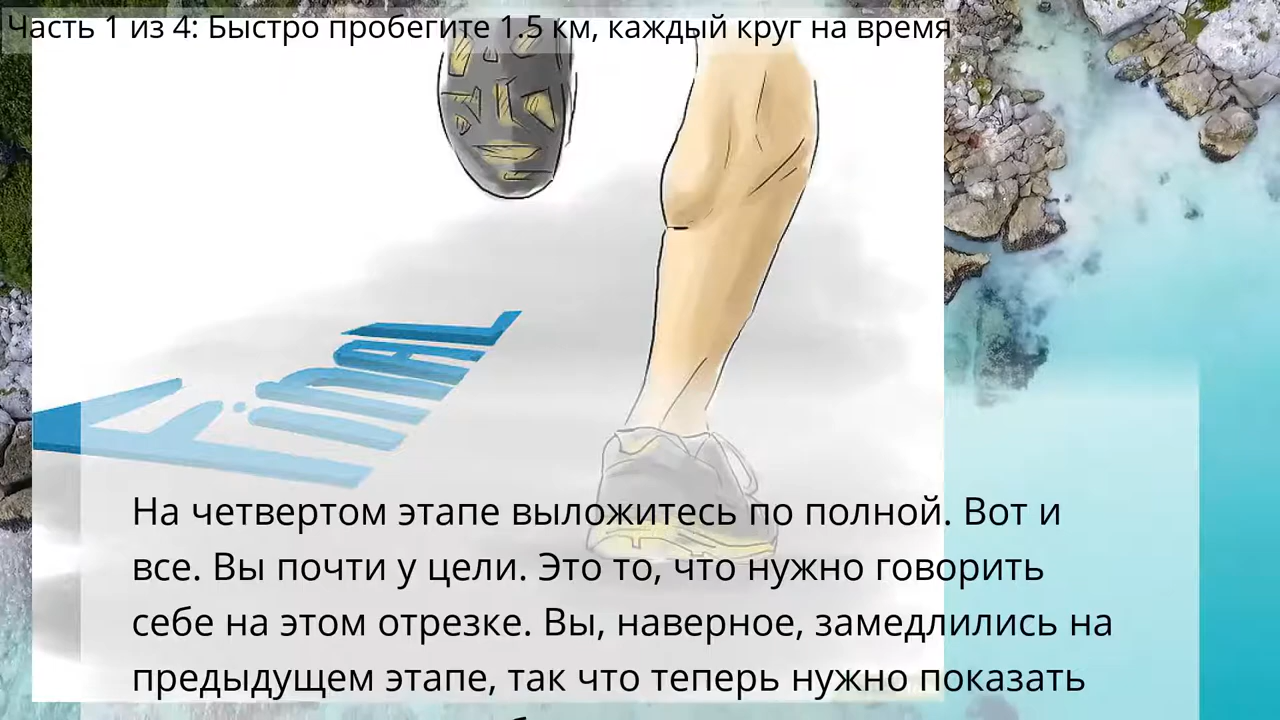 Часть 1 из 4: Быстро пробегите 1.5 км, каждый круг на время
Final
На четвертом этапе выложитесь по полной. Вот и
все. Вы почти у цели. Это то, что нужно говорить
себе на этом отрезке. Вы, наверное, замедлились на
предыдущем этапе, так что теперь нужно показать